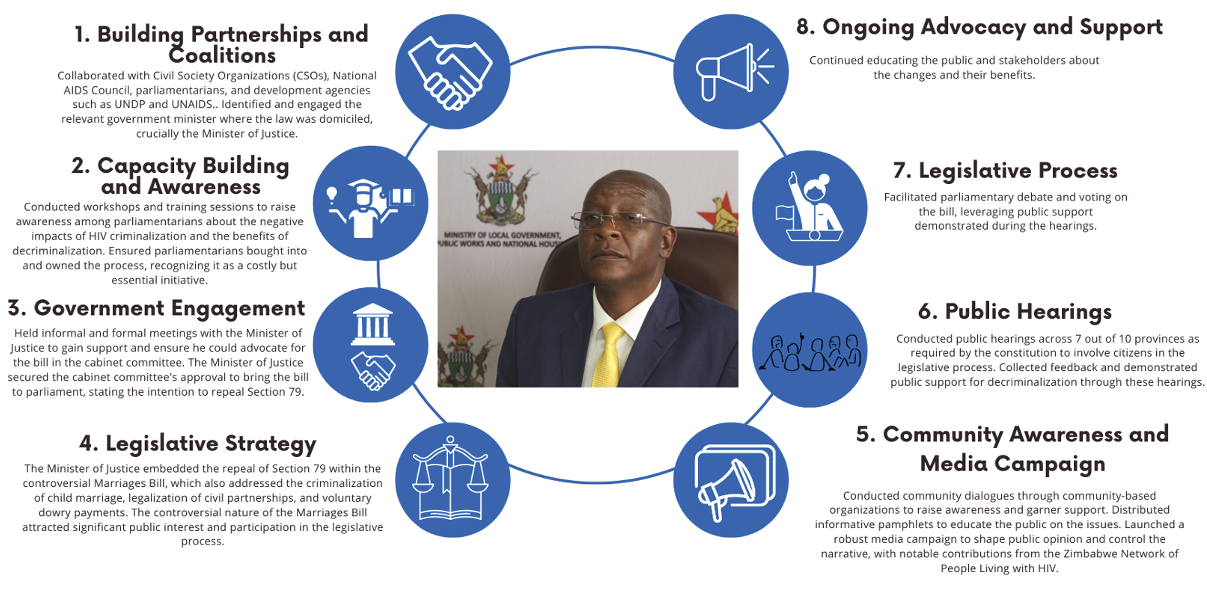 1. Building Partnerships and
Coalitions
Collaborated with Civil Society Organizations (CSOs), National
AIDS Council, parliamentarians, and development agencies
such as UNDP and UNAIDS.. Identified and engaged the
relevant government minister where the law was domiciled,
crucially the Minister of Justice.
2. Capacity Building
and Awareness
Conducted workshops and training sessions to raise
awareness among parliamentarians about the negative
impacts of HIV criminalization and the benefits of
decriminalization. Ensured parliamentarians bought into
and owned the process, recognizing it as a costly but
essential initiative.
3. Government Engagement
Held informal and formal meetings with the Minister of
Justice to gain support and ensure he could advocate for
the bill in the cabinet committee. The Minister of Justice
secured the cabinet committee's approval to bring the bill
to parliament, stating the intention to repeal Section 79.
4. Legislative Strategy
The Minister of Justice embedded the repeal of Section 79 within the
controversial Marriages Bill, which also addressed the criminalization
of child marriage, legalization of civil partnerships, and voluntary
dowry payments. The controversial nature of the Marriages Bill
attracted significant public interest and participation in the legislative
process.
MINISTRY OF LOCAL GOVERNMENT,
PUBLIC WORKS AND NATIONAL HOUS
8. Ongoing Advocacy and Support
Continued educating the public and stakeholders about
the changes and their benefits.
7. Legislative Process
Facilitated parliamentary debate and voting on
the bill, leveraging public support
demonstrated during the hearings.
6. Public Hearings
Conducted public hearings across 7 out of 10 provinces as
required by the constitution to involve citizens in the
legislative process. Collected feedback and demonstrated
public support for decriminalization through these hearings.
5. Community Awareness and
Media Campaign
Conducted community dialogues through community-based
organizations to raise awareness and garner support. Distributed
informative pamphlets to educate the public on the issues. Launched a
robust media campaign to shape public opinion and control the
narrative, with notable contributions from the Zimbabwe Network of
People Living with HIV.